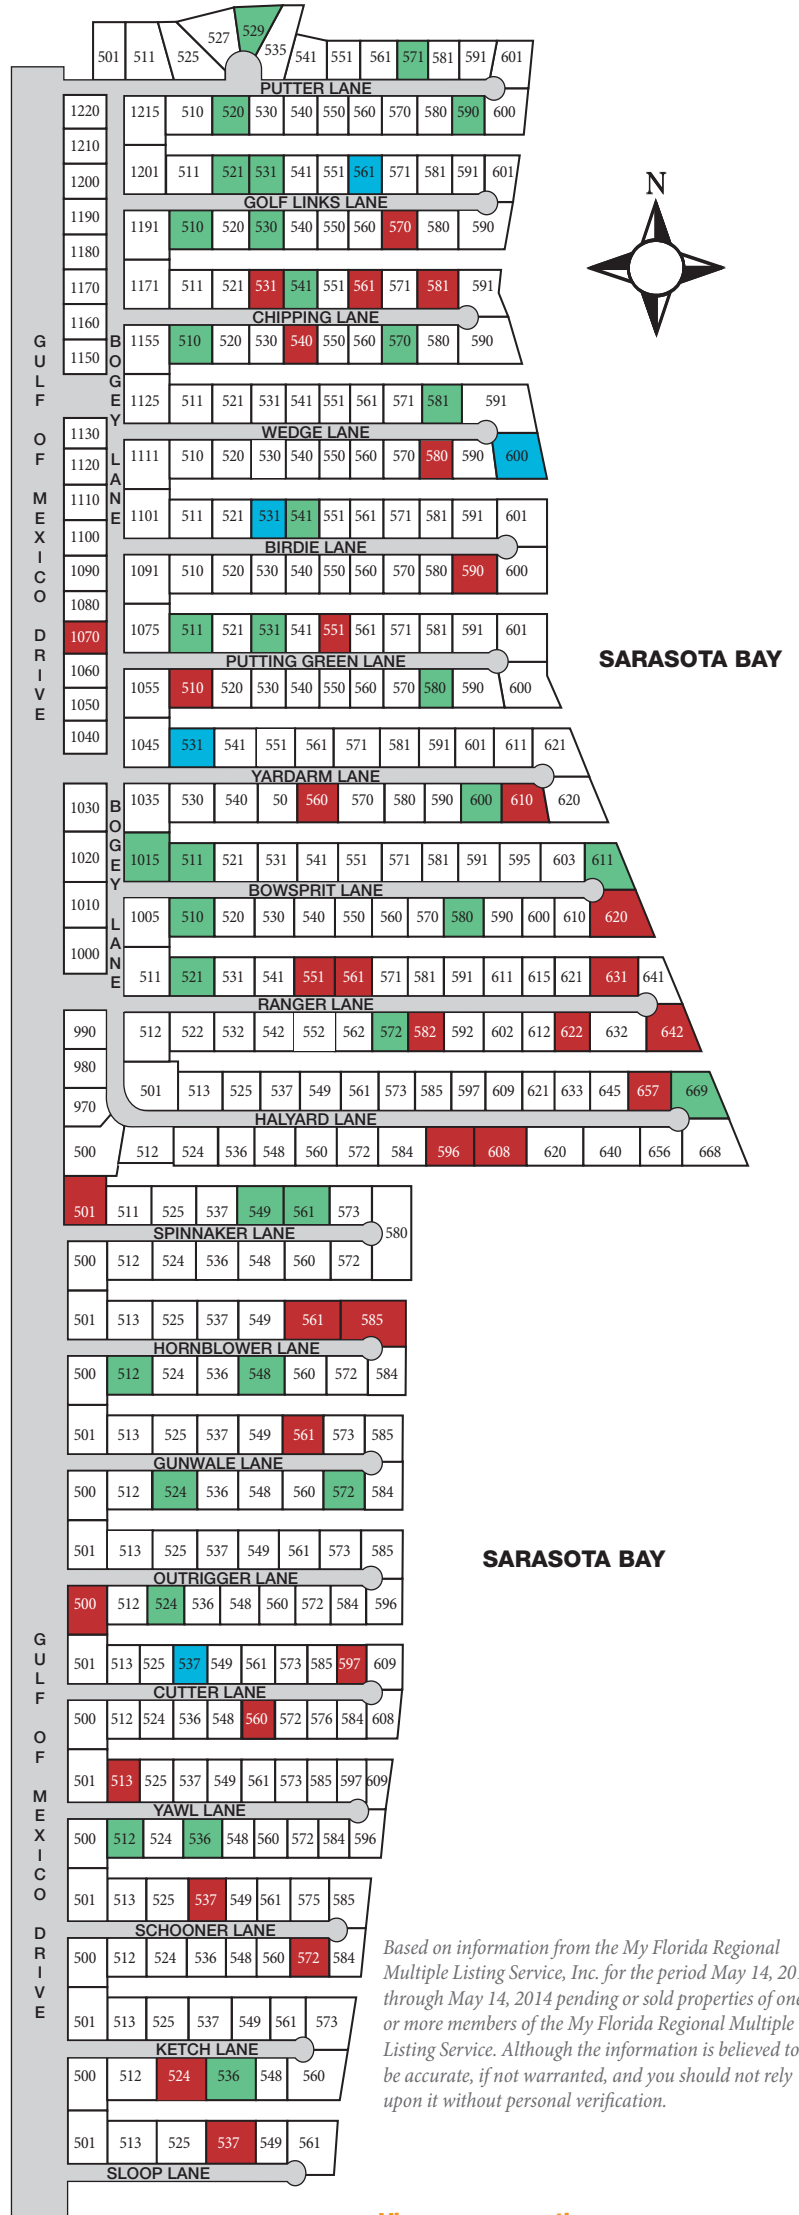 501 511 525 527 529 535 541 551 561 571 581 591 601
PUTTER LANE
1220 1215 510 520 530 540 550 560 570 580 590 600
1210
1200 1201 511 521 531 541 551 561 571 581 591 601
GOLF LINKS LANE
1190 1191 510 520 530 540 550 560 570 580 590
N
1180
1170 1171 511 521 531 541 551 561 571 581 591
CHIPPING LANE
1160
1150 1155 510 520 530 540 550 560 570 580 590
GULF OF MEXICO DRIVE
BOGEY LANE
1125 511 521 531 541 551 561 571 581 591
WEDGE LANE
1130
1120 1111 510 520 530 540 550 560 570 580 590 600
1110
1100 1101 511 521 531 541 551 561 571 581 591 601
BIRDIE LANE
1090 1091 510 520 530 540 550 560 570 580 590 600
1080
1070 1075 511 521 531 541 551 561 571 581 591 601
PUTTING GREEN LANE
SARASOTA BAY
1060
1050 1055 510 520 530 540 550 560 570 580 590 600
1040 1045 531 541 551 561 571 581 591 601 611 621
YARDARM LANE
1030 1035 530 540 50 560 570 580 590 600 610 620
BOGEY LANE
1020 1015 511 521 531 541 551 571 581 591 595 603 611
BOWSPRIT LANE
1010 1005 510 520 530 540 550 560 570 580 590 600 610 620
1000 511 521 531 541 551 561 571 581 591 611 615 621 631 641
RANGER LANE
990 512 522 532 542 552 562 572 582 592 602 612 622 632 642
980
970 501 513 525 537 549 561 573 585 597 609 621 633 645 657 669
HALYARD LANE
500 512 524 536 548 560 572 584 596 608 620 640 656 668
501 511 525 537 549 561 573 580
SPINNAKER LANE
500 512 524 536 548 560 572
501 513 525 537 549 561 585
HORNBLOWER LANE
500 512 524 536 548 560 572 584
501 513 525 537 549 561 573 585
GUNWALE LANE
500 512 524 536 548 560 572 584
501 513 525 537 549 561 573 585
OUTRIGGER LANE
SARASOTA BAY
500 512 524 536 548 560 572 584 596
GULF OF MEXICO DRIVE
501 513 525 537 549 561 573 585 597 609
CUTTER LANE
500 512 524 536 548 560 572 576 584 608
501 513 525 537 549 561 573 585 597 609
YAWL LANE
500 512 524 536 548 560 572 584 596
501 513 525 537 549 561 575 585
SCHOONER LANE
500 512 524 536 548 560 572 584
501 513 525 537 549 561 573
KETCH LANE
500 512 524 536 548 560
501 513 525 537 549 561
SLOOP LANE
Based on information from the My Florida Regional
Multiple Listing Service, Inc. for the period May 14, 20
through May 14, 2014 pending or sold properties of one
or more members of the My Florida Regional Multiple
Listing Service. Although the information is believed to
be accurate, if not warranted, and you should not rely
upon it without personal verification.